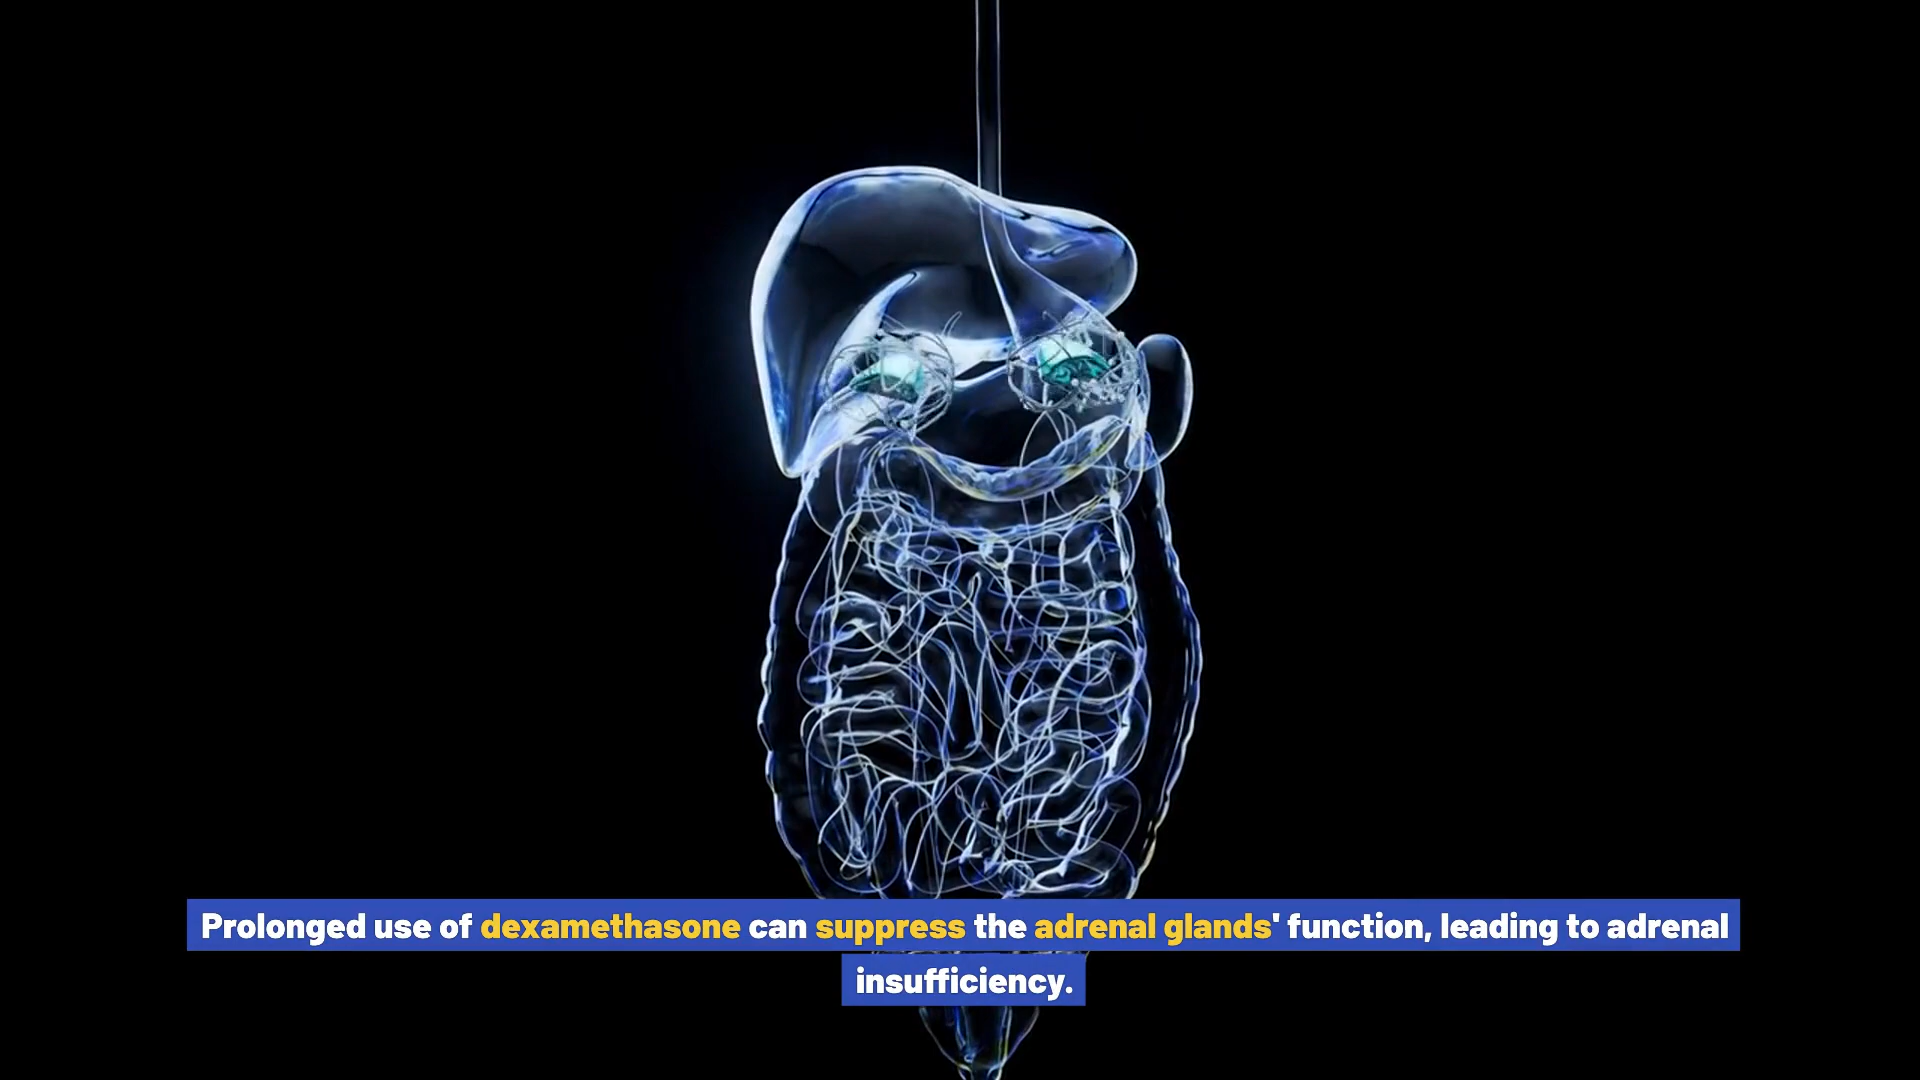 Prolonged use of dexamethasone can suppress the adrenal glands' function, leading to adrenal
insufficiency.